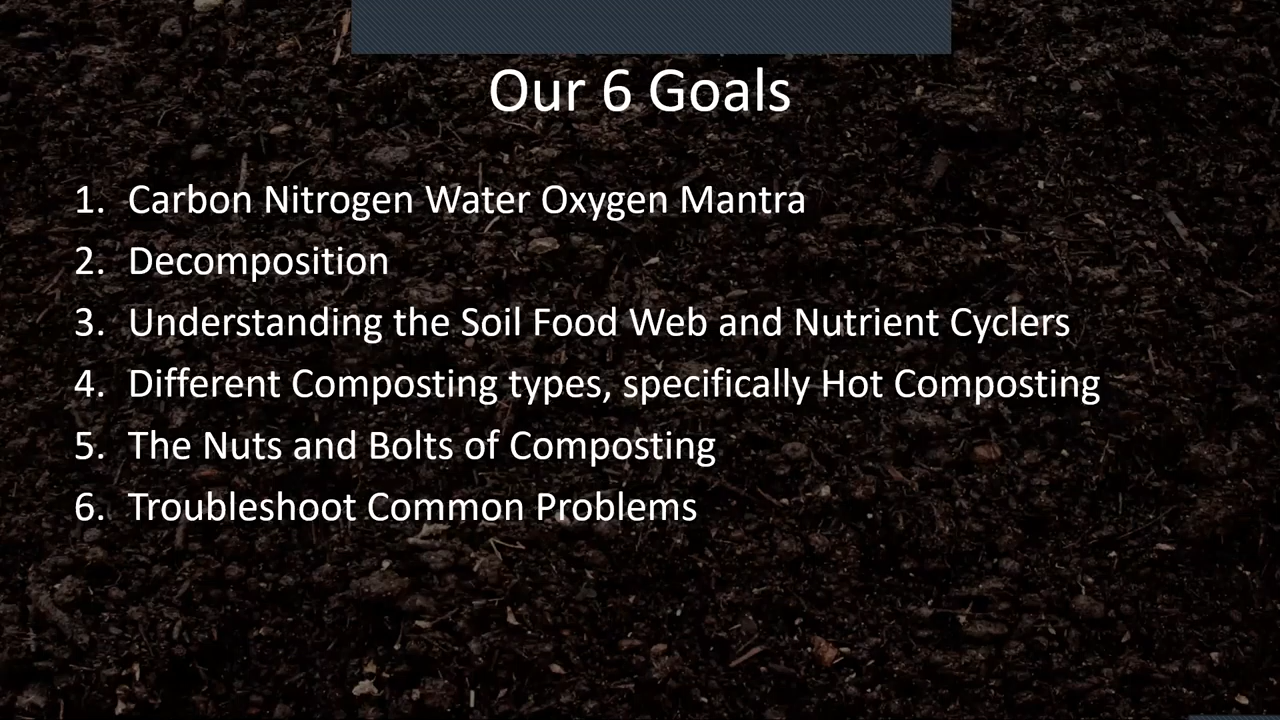 Our 6 Goals
1. Carbon Nitrogen Water Oxygen Mantra
2. Decomposition
3. Understanding the Soil Food Web and Nutrient Cyclers
4. Different Composting types, specifically Hot Composting
5. The Nuts and Bolts of Composting
6. Troubleshoot Common Problems